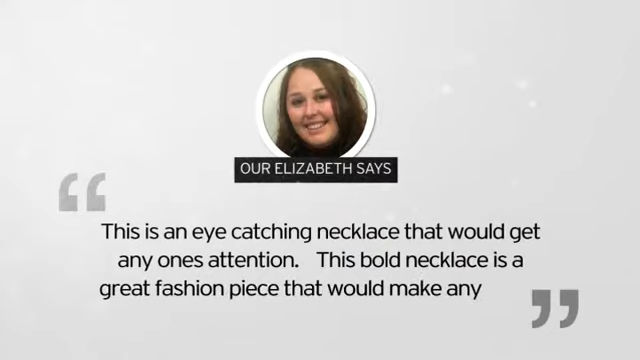 OUR ELIZABETH SAYS
This is an eye catching necklace that would get
any ones attention. This bold necklace is a
great fashion piece that would make any